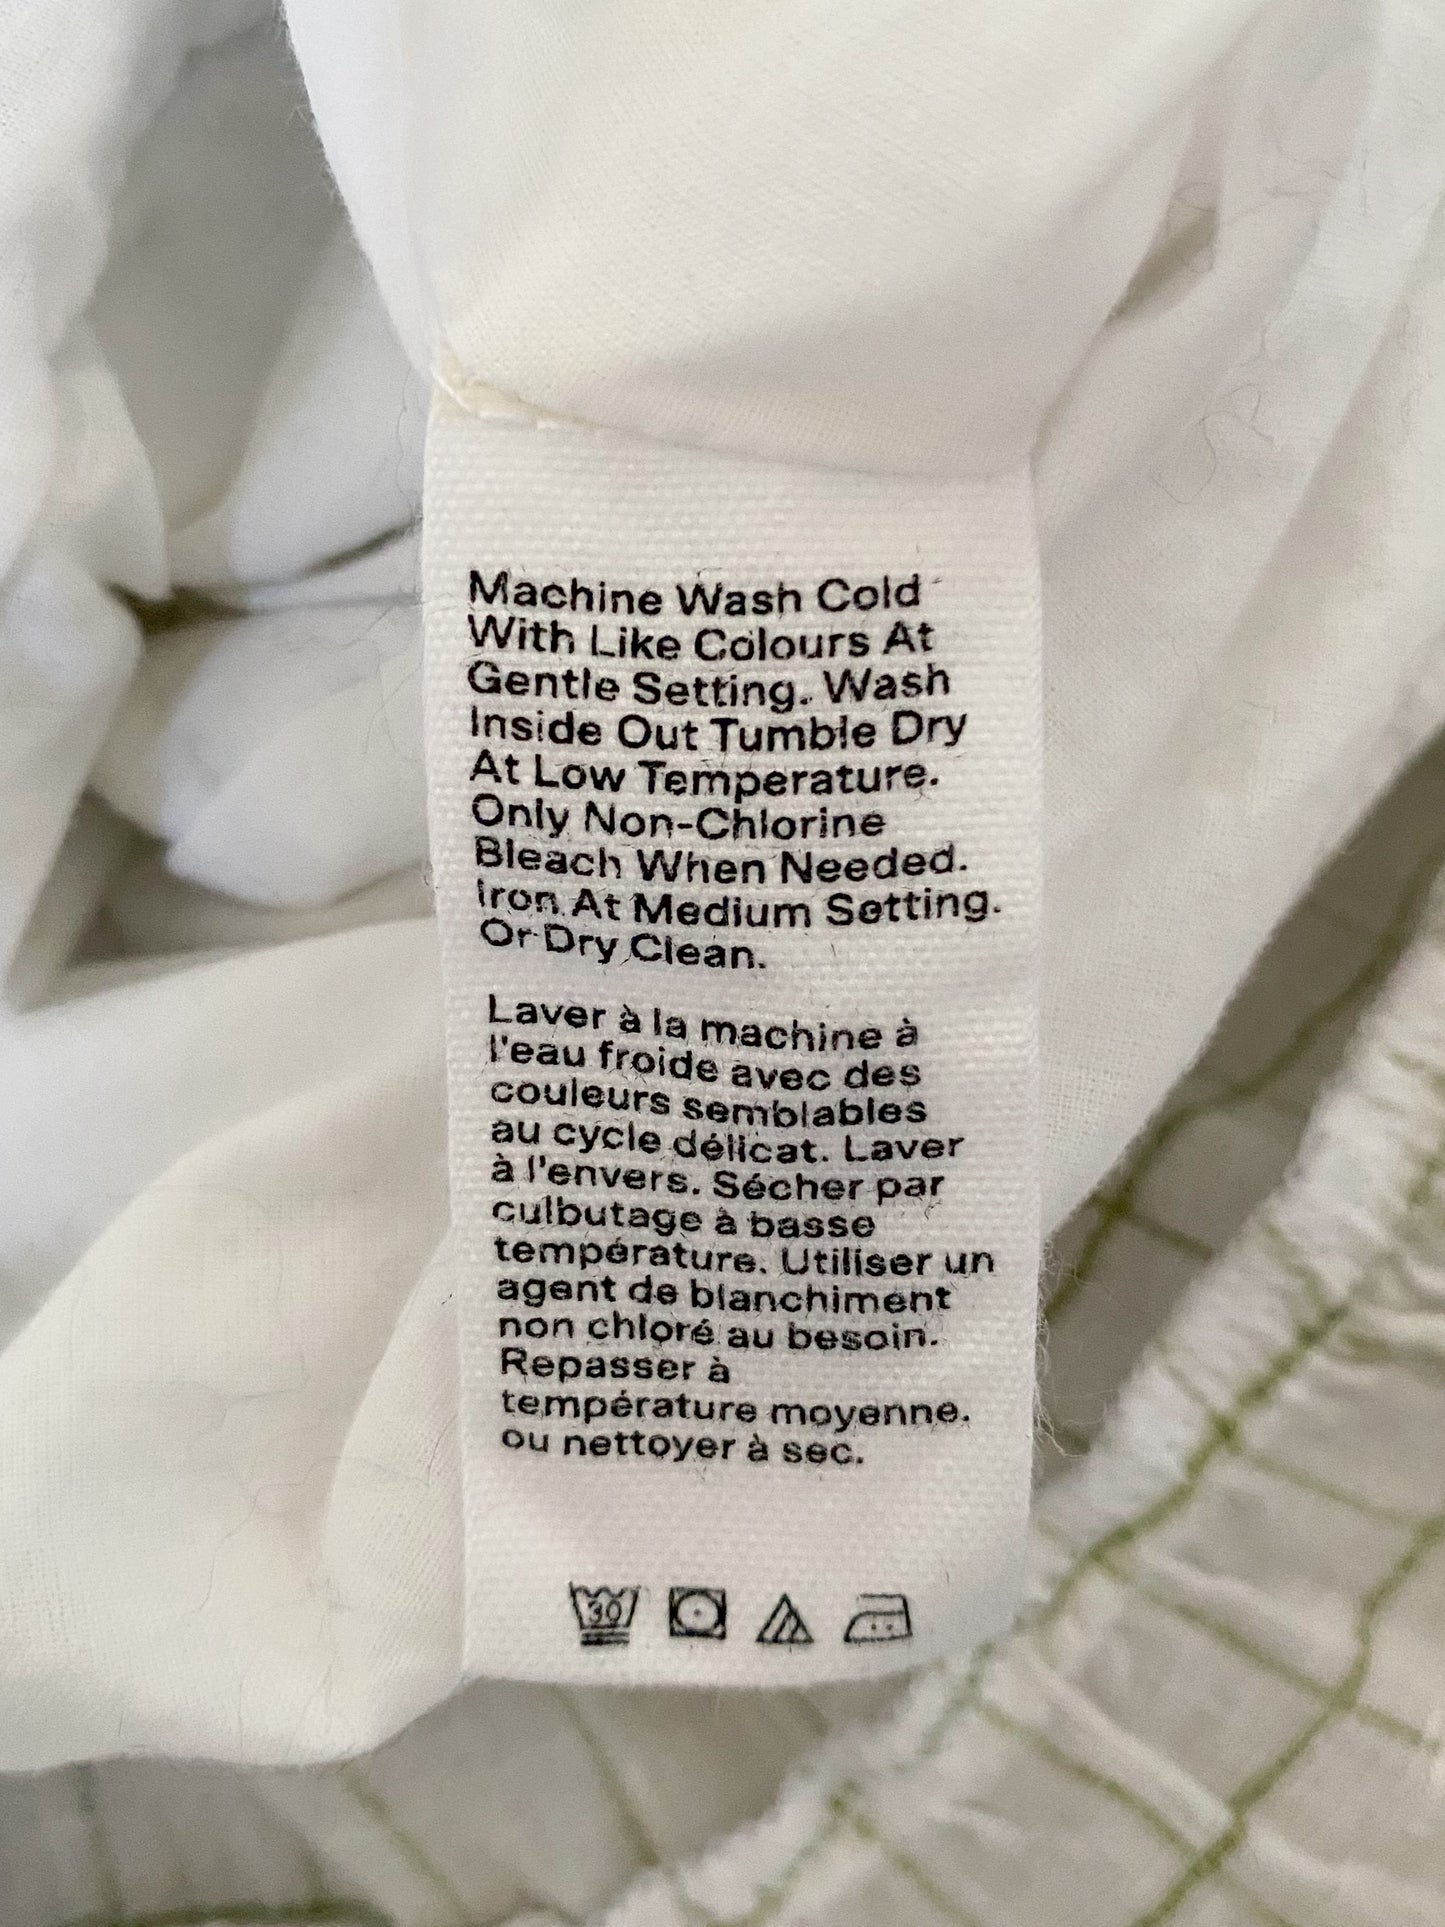 Machine Wash Cold
With Like Colours At
Gentle Setting. Wash
Inside Out Tumble Dry
At Low Temperature.
Only Non-Chlorine
Bleach When Needed.
Iron At Medium Setting.
Or Dry Clean.
Laver à la machine à
l'eau froide avec des
couleurs semblables
au cycle délicat. Laver
à l'envers. Sécher par
culbutage à basse
température. Utiliser un
agent de blanchiment
non chloré au besoin.
Repasser à
température moyenne.
ou nettoyer à sec.
30